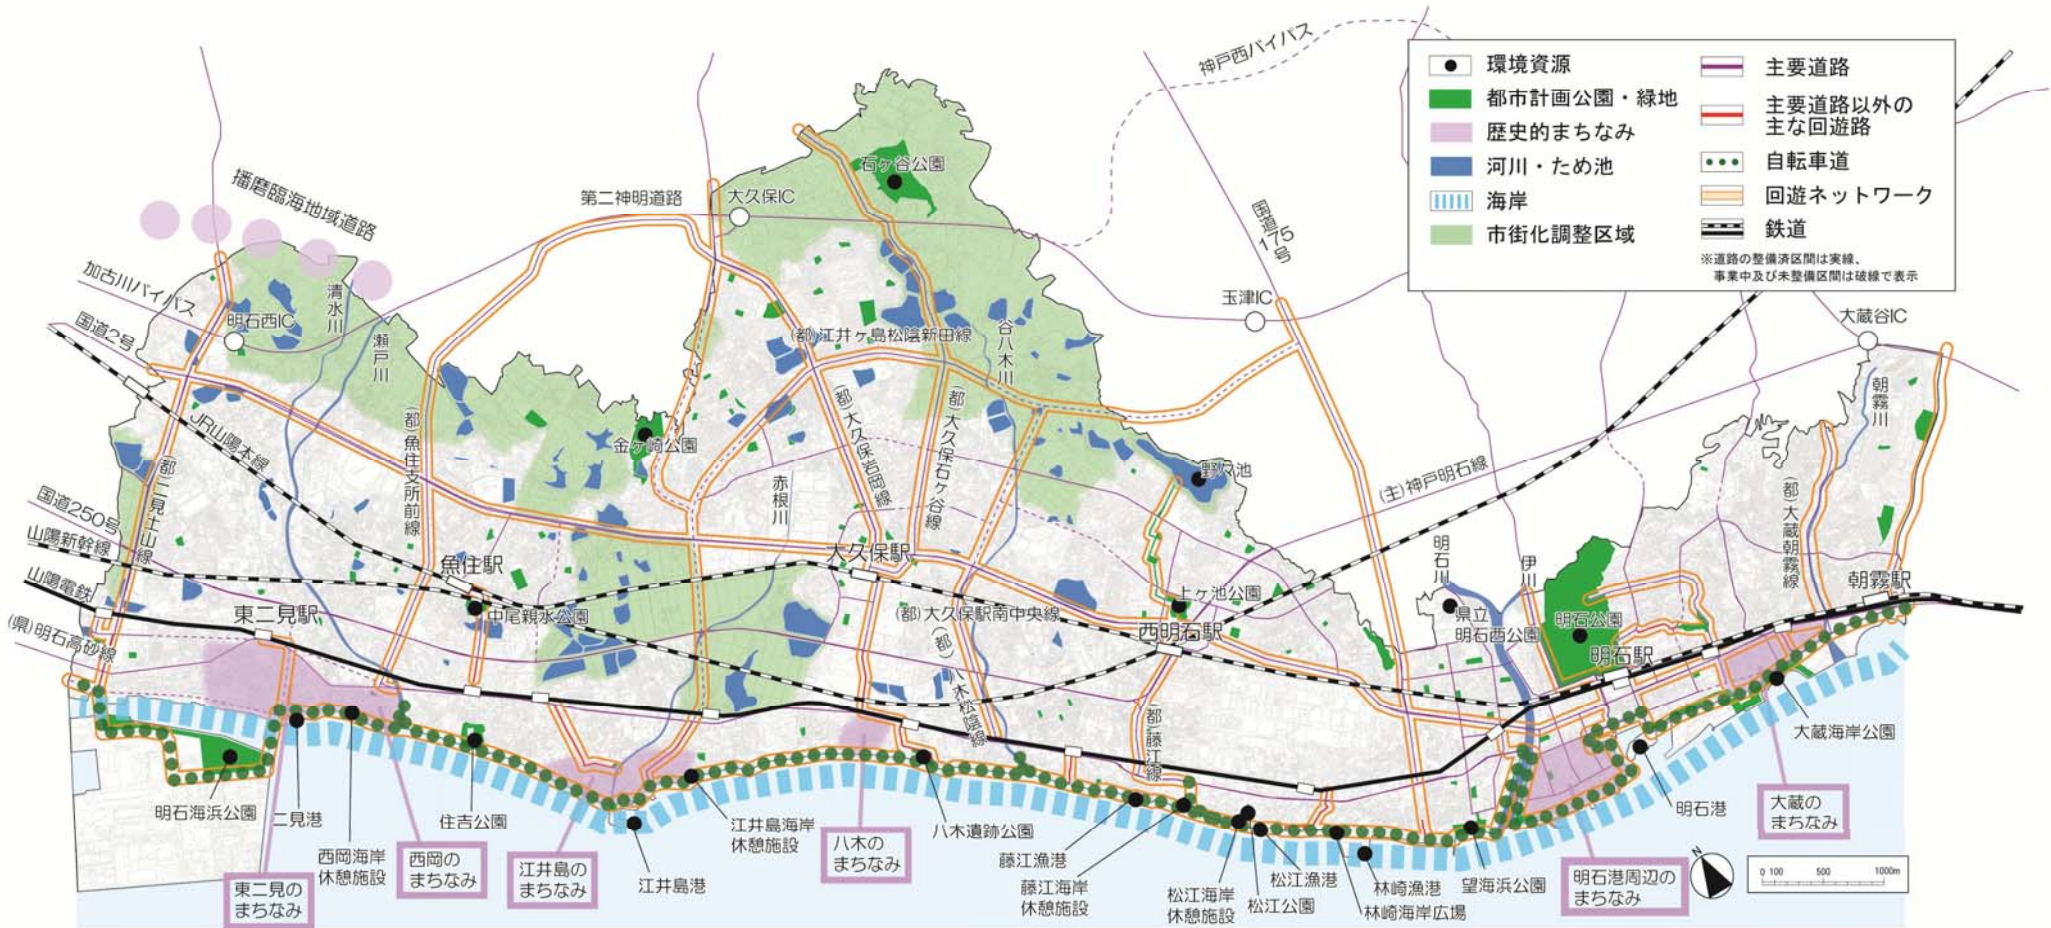 環境資源
都市計画公園・緑地
歴史的まちなみ
河川・ため池
海岸
市街化調整区域
主要道路
主要道路以外の
主な回遊路
自転車道
回遊ネットワーク
鉄道
※道路の整備済区間は実線、
事業中及び未整備区間は破線で表示
神戸西バイパス
播磨臨海地域道路
第二神明道路
大久保IC
石ヶ谷公園
国道
175
号
加古川バイパス
国道2号
明石西IC
清水川
瀬戸川
(都)江井ヶ島松陰新田線
谷八木川
玉津IC
大蔵谷IC
朝霧川
JR山陽本線
(都)魚住支所前線
金ヶ崎公園
(都)大久保岩岡線
(都)大久保石ヶ谷線
赤根川
野々池
(主)神戸明石線
(都)大蔵朝霧線
(都)二見土山線
国道250号
山陽新幹線
山陽電鉄
(県)明石高砂線
魚住駅
大久保駅
東二見駅
中尾親水公園
(都)大久保駅南中央線
(都)八木松陰線
上ヶ池公園
西明石駅
明石川
伊川
県立
明石西公園
明石公園
明石駅
朝霧駅
(都)藤江線
明石海浜公園
二見港
西岡海岸
休憩施設
住吉公園
江井島港
江井島海岸
休憩施設
八木遺跡公園
藤江漁港
藤江海岸
休憩施設
松江海岸
休憩施設
松江漁港
松江公園
林崎漁港
林崎海岸広場
望海浜公園
明石港
大蔵海岸公園
東二見の
まちなみ
西岡の
まちなみ
江井島の
まちなみ
八木の
まちなみ
明石港周辺の
まちなみ
大蔵の
まちなみ
N
0 100 500 1000m